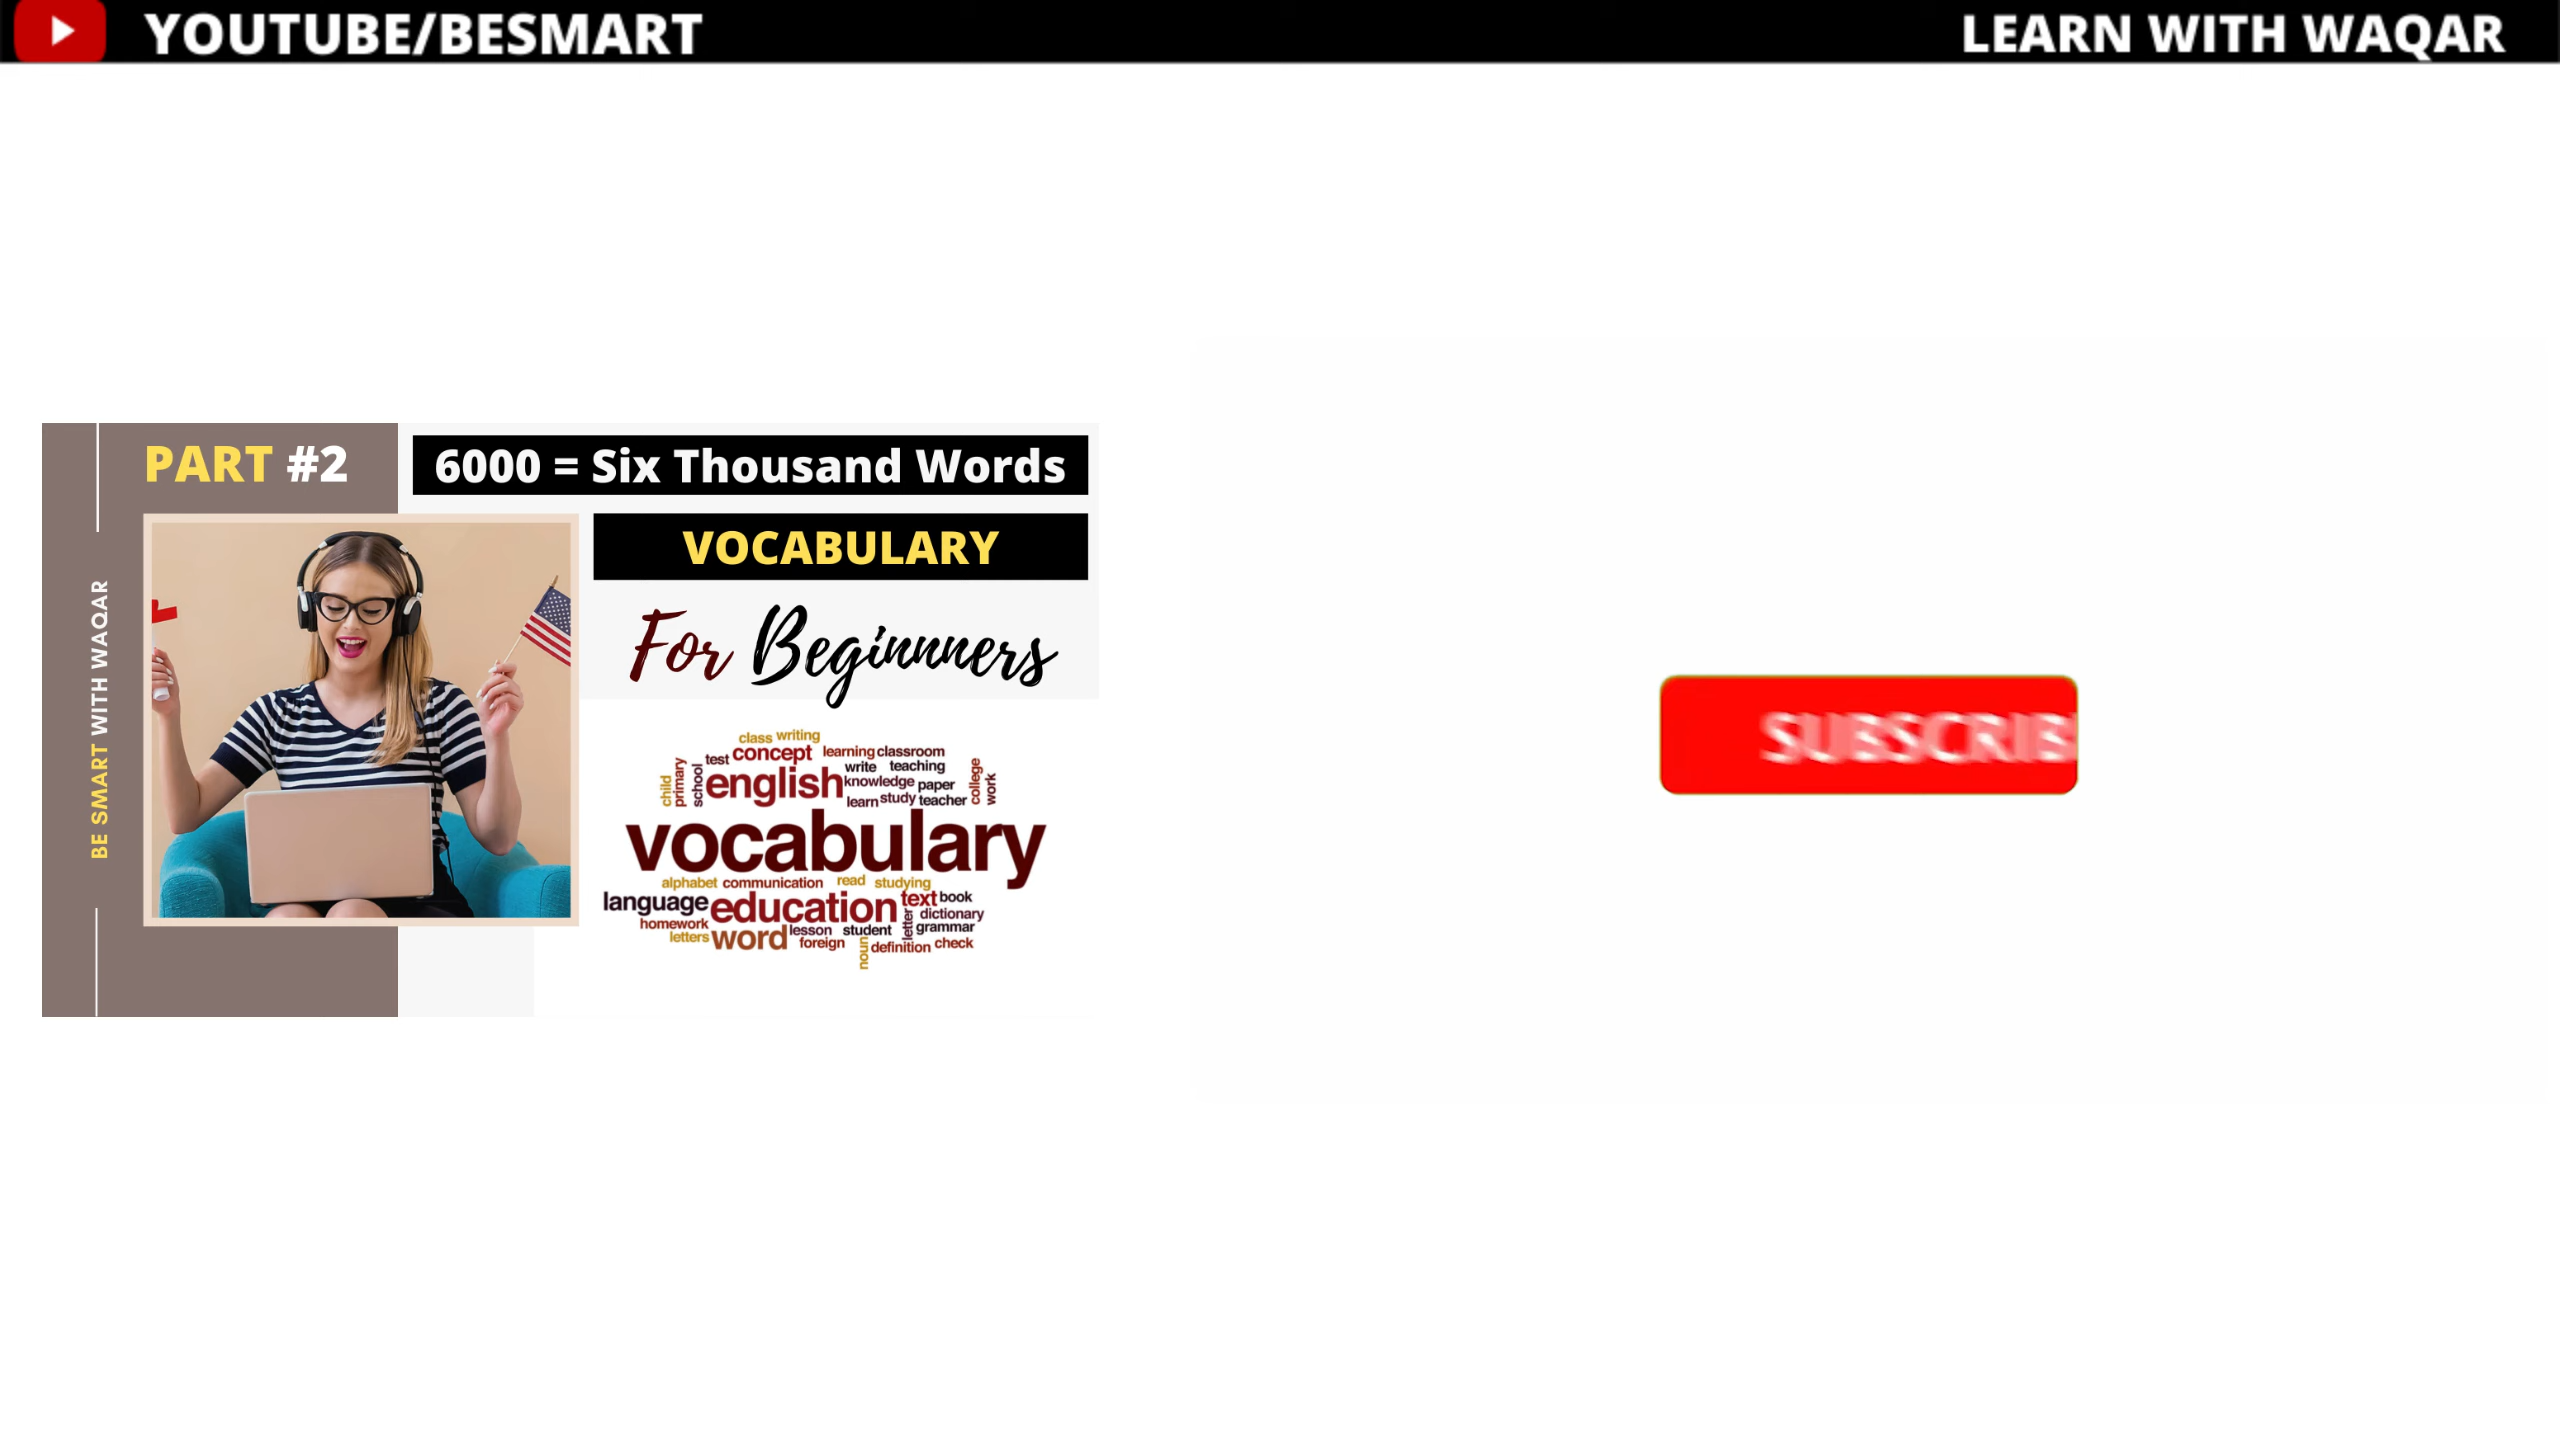 YOUTUBE/BESMART
LEARN WITH WAQAR
PART #2
6000 = Six Thousand Words
VOCABULARY
For Beginnners
BE SMART WITH WAQAR
class writing
test concept learning classroom
write teaching
child primary school english knowledge paper college work
learn study teacher
vocabulary
alphabet communication read studying
language education text book
letter dictionary
homework lesson student grammar
letters word foreign noun definition check
SUBSCRIB